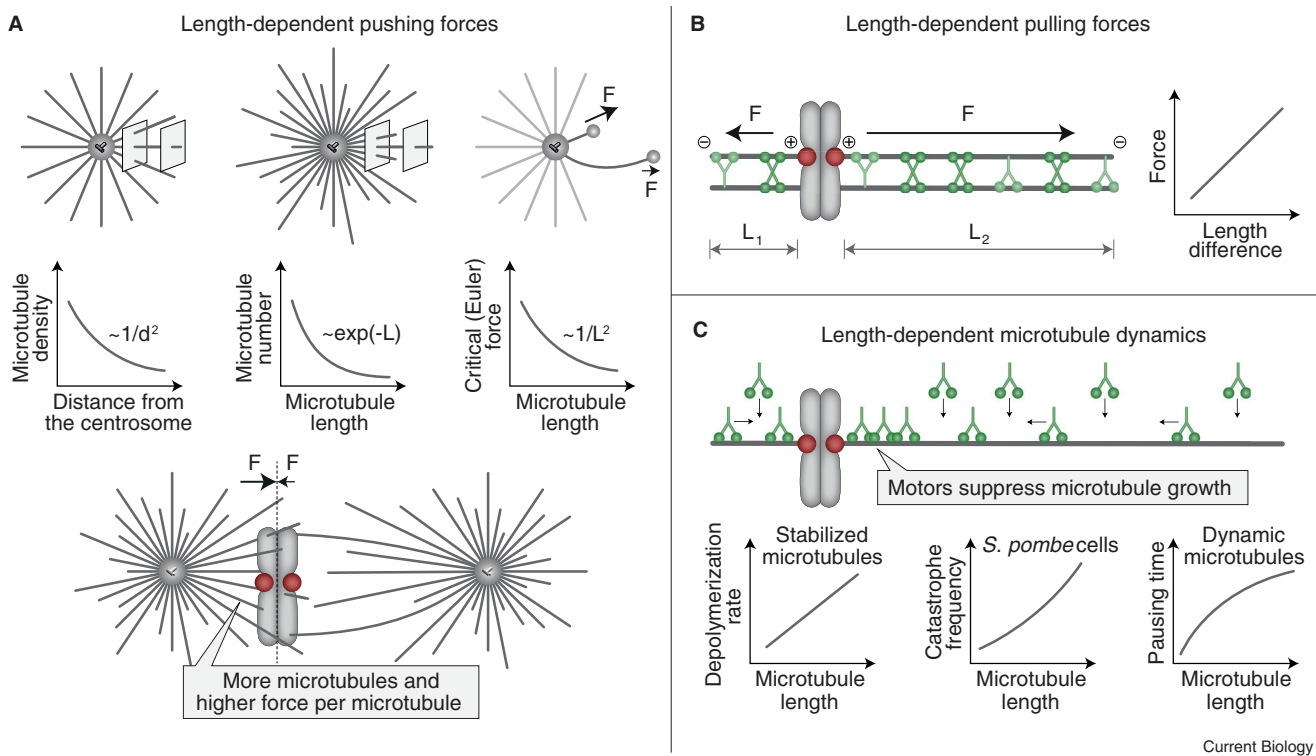 A
Length-dependent pushing forces
F
F
Microtubule
density
~1/d²
Distance from
the centrosome
Microtubule
number
~exp(-L)
Microtubule
length
Critical (Euler)
force
~1/L²
Microtubule
length
F
F
More microtubules and
higher force per microtubule
B
Length-dependent pulling forces
F
F
−
+
+
−
L₁
L₂
Force
Length
difference
C
Length-dependent microtubule dynamics
Motors suppress microtubule growth
Depolymerization
rate
Stabilized
microtubules
Microtubule
length
Catastrophe
frequency
S. pombe cells
Microtubule
length
Pausing time
Dynamic
microtubules
Microtubule
length
Current Biology